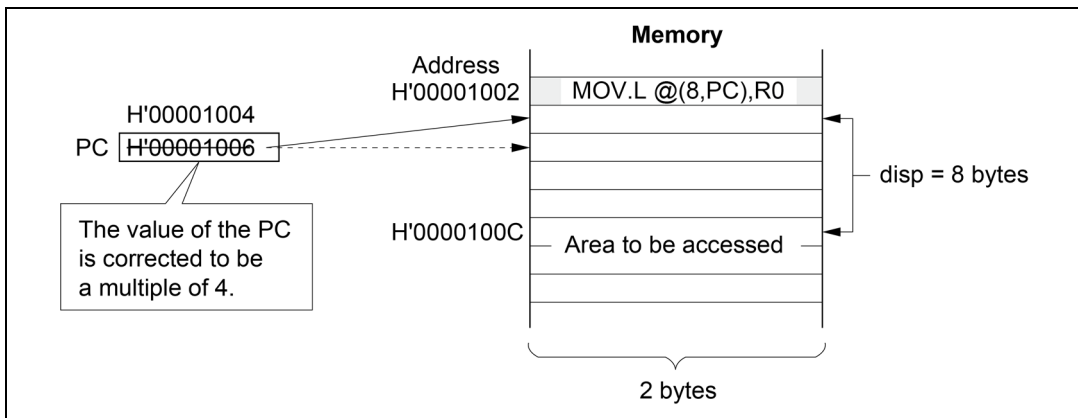 Memory
Address
H'00001002
MOV.L @(8,PC),R0
H'00001004
PC H'00001006
disp = 8 bytes
The value of the PC
is corrected to be
a multiple of 4.
H'0000100C
Area to be accessed
2 bytes